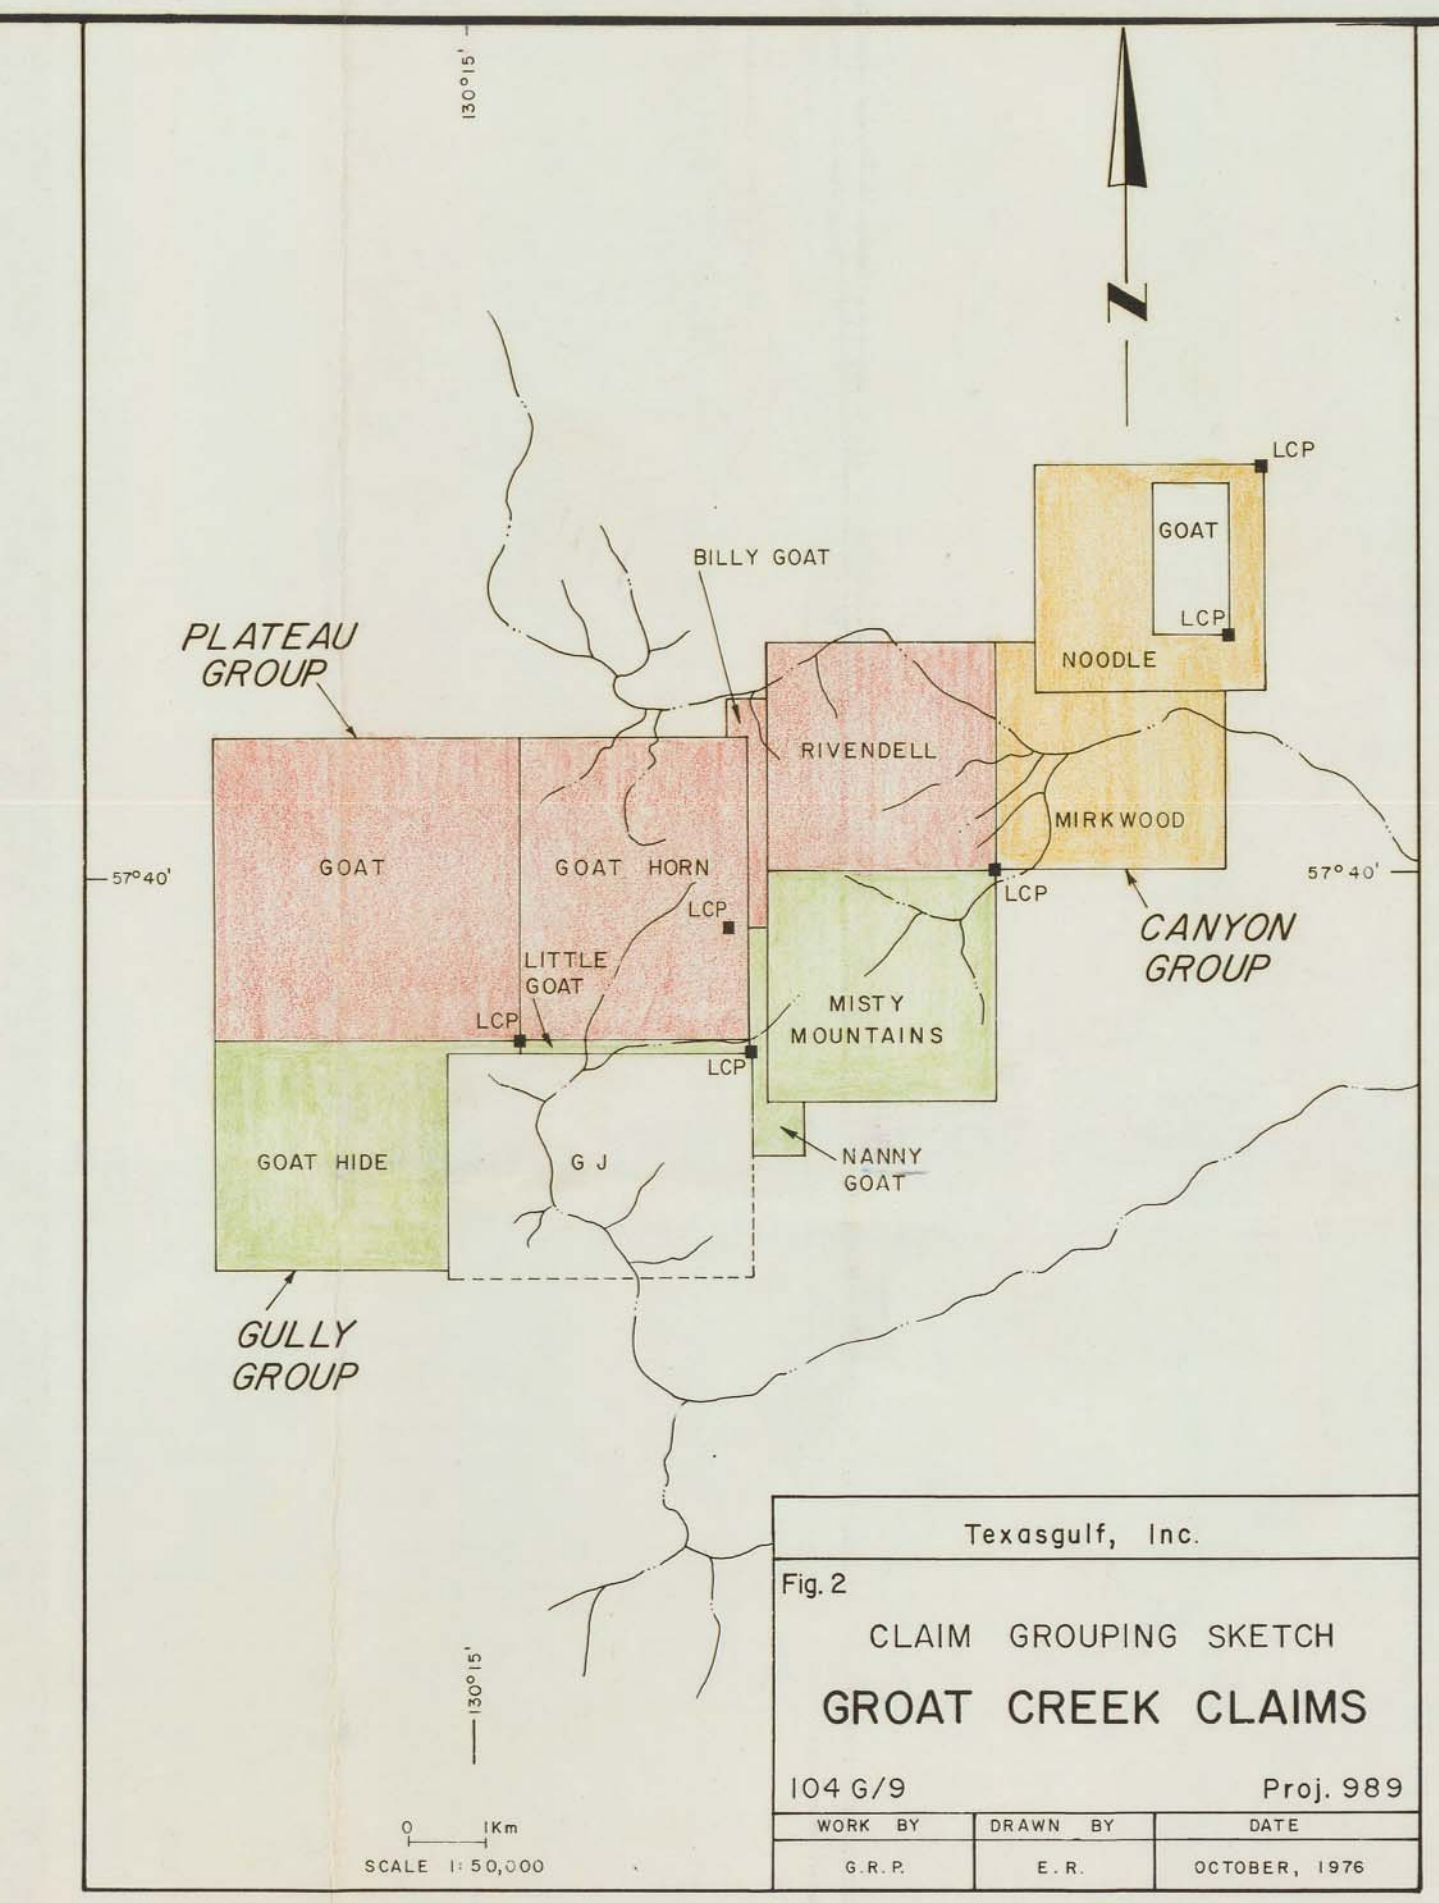 130°15'
LCP
GOAT
BILLY GOAT
LCP
PLATEAU
GROUP
NOODLE
RIVENDELL
MIRKWOOD
GOAT
GOAT HORN
57°40'
57°40'
LCP
LCP
CANYON
GROUP
LITTLE
GOAT
MISTY
MOUNTAINS
LCP
LCP
GOAT HIDE
G J
NANNY
GOAT
GULLY
GROUP
130°15'
Texasgulf, Inc.
Fig. 2
CLAIM GROUPING SKETCH
GROAT CREEK CLAIMS
104 G/9 Proj. 989
WORK BY DRAWN BY DATE
G.R.P. E.R. OCTOBER, 1976
0 1Km
SCALE 1:50,000
N